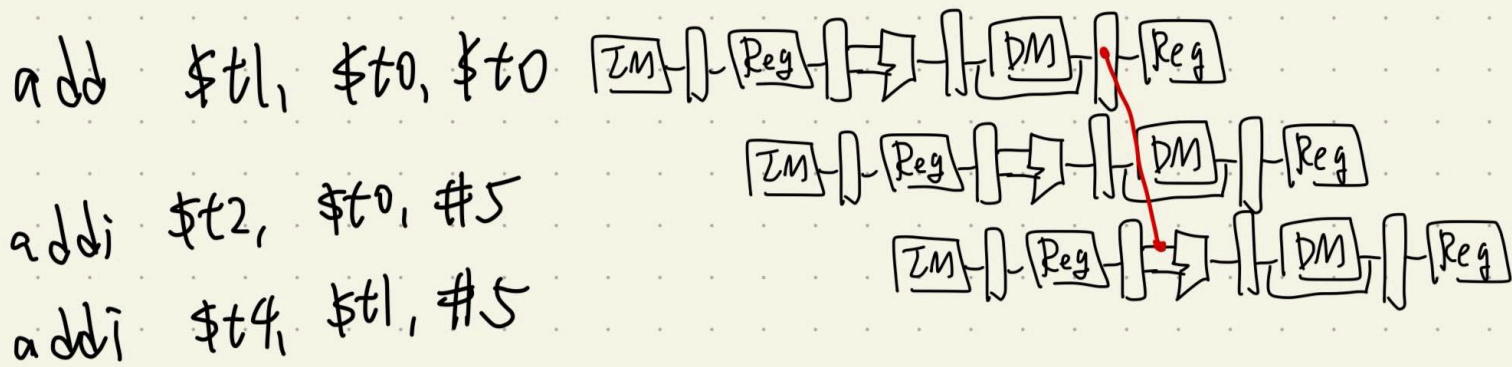 add $t1, $t0, $t0 IM Reg DM Reg
IM Reg DM Reg
addi $t2, $t0, #5
IM Reg DM Reg
addi $t4, $t1, #5